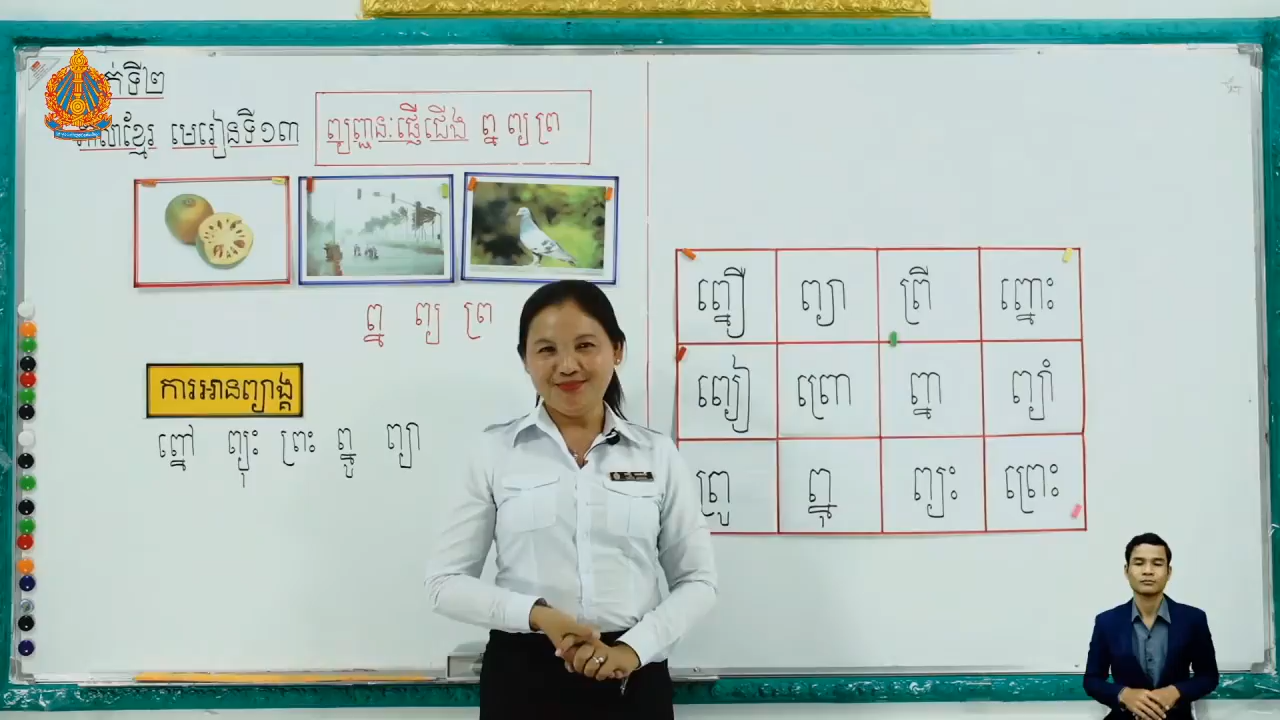 ថ្នាក់ទី២
ភាសាខ្មែរ មេរៀនទី១៣
ព្យញ្ជនៈផ្ញើជើង ព្ន ព្យ ព្រ
ព្ន ព្យ ព្រ
ការអានព្យាង្គ
ព្នៅ ព្យុះ ព្រះ ព្នូ ព្យា
ព្នឿ ព្យា ព្រី ព្នោះ
ពៀ្យ ព្រោ ព្នា ព្យាំ
ព្រូ ព្នុ ព្យះ ព្រេះ